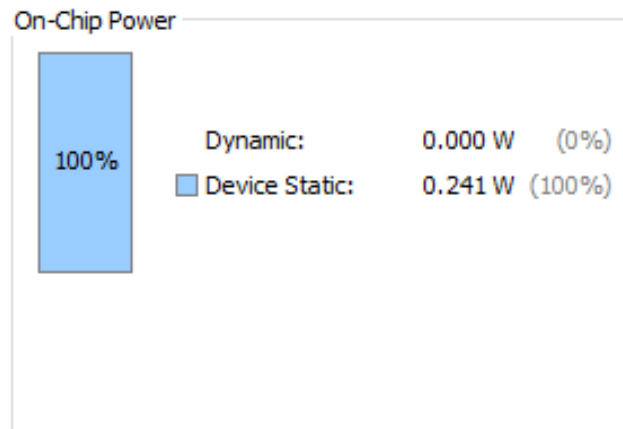 On-Chip Power
100%
Dynamic: 0.000 W (0%)
Device Static: 0.241 W (100%)